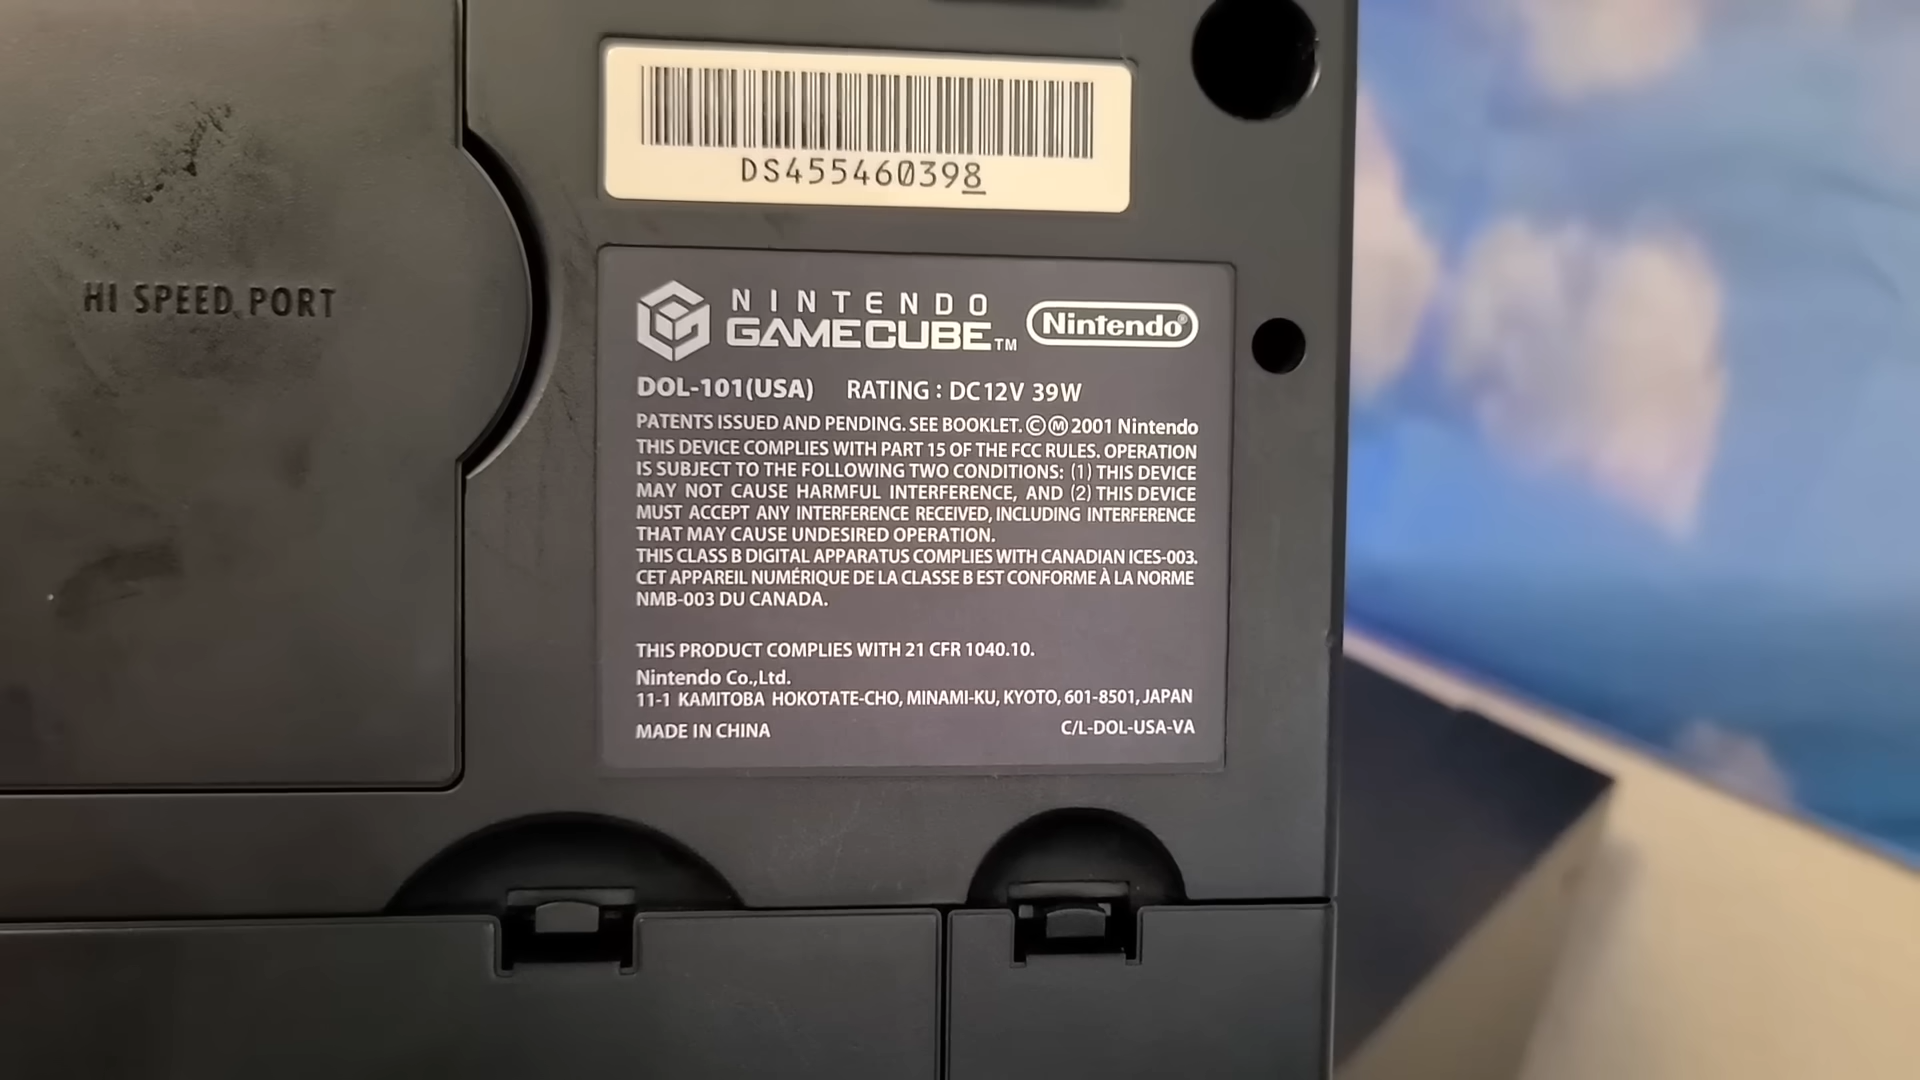 DS455460398
HI SPEED PORT
NINTENDO
GAMECUBE™ Nintendo®
DOL-101(USA) RATING : DC12V 39W
PATENTS ISSUED AND PENDING. SEE BOOKLET. ©Ⓜ2001 Nintendo
THIS DEVICE COMPLIES WITH PART 15 OF THE FCC RULES. OPERATION
IS SUBJECT TO THE FOLLOWING TWO CONDITIONS: (1) THIS DEVICE
MAY NOT CAUSE HARMFUL INTERFERENCE, AND (2) THIS DEVICE
MUST ACCEPT ANY INTERFERENCE RECEIVED, INCLUDING INTERFERENCE
THAT MAY CAUSE UNDESIRED OPERATION.
THIS CLASS B DIGITAL APPARATUS COMPLIES WITH CANADIAN ICES-003.
CET APPAREIL NUMÉRIQUE DE LA CLASSE B EST CONFORME À LA NORME
NMB-003 DU CANADA.
THIS PRODUCT COMPLIES WITH 21 CFR 1040.10.
Nintendo Co.,Ltd.
11-1 KAMITOBA HOKOTATE-CHO, MINAMI-KU, KYOTO, 601-8501, JAPAN
MADE IN CHINA C/L-DOL-USA-VA